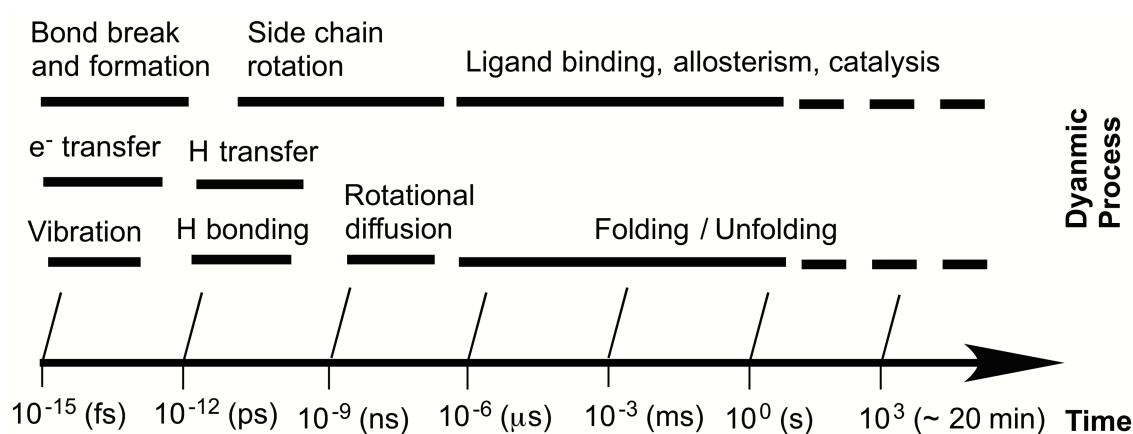 Bond break
and formation
Side chain
rotation
Ligand binding, allosterism, catalysis
e⁻ transfer
H transfer
Vibration
H bonding
Rotational
diffusion
Folding / Unfolding
Dyanmic
Process
10⁻¹⁵ (fs)
10⁻¹² (ps)
10⁻⁹ (ns)
10⁻⁶ (μs)
10⁻³ (ms)
10⁰ (s)
10³ (~ 20 min)
Time